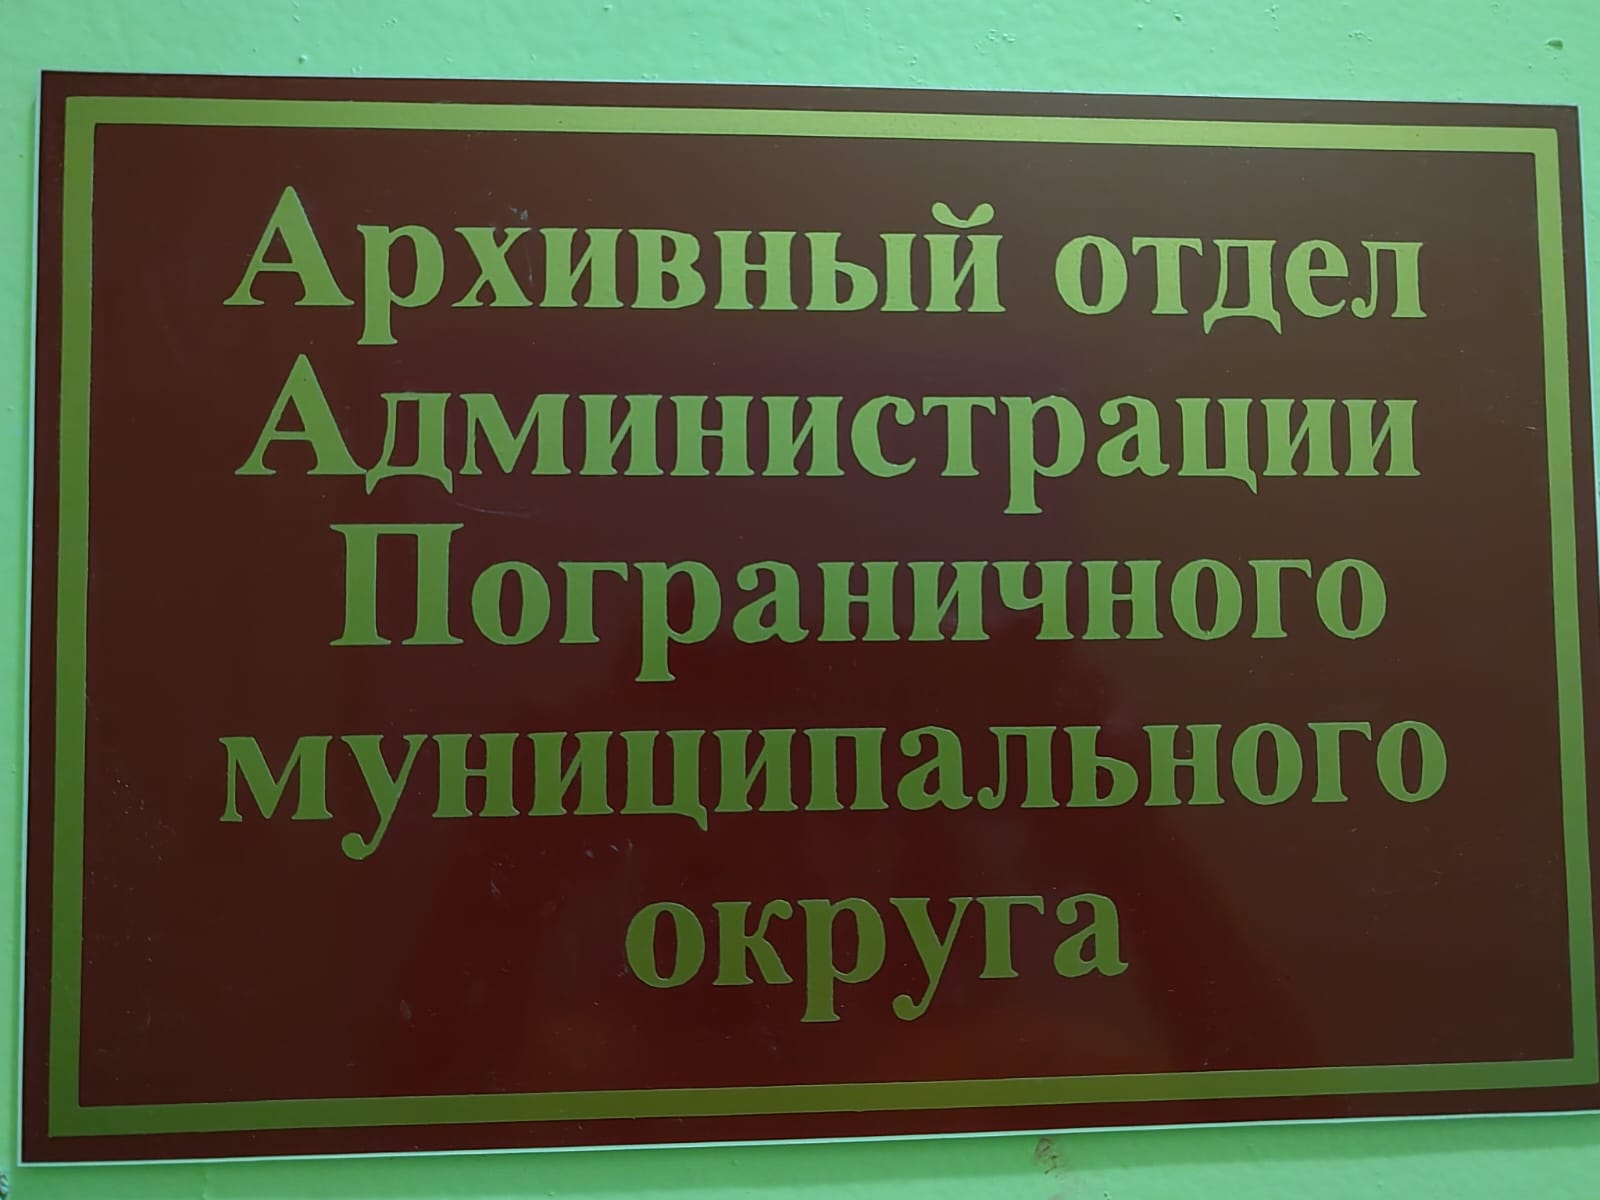 Архивный отдел
Администрации
Пограничного
муниципального
округа